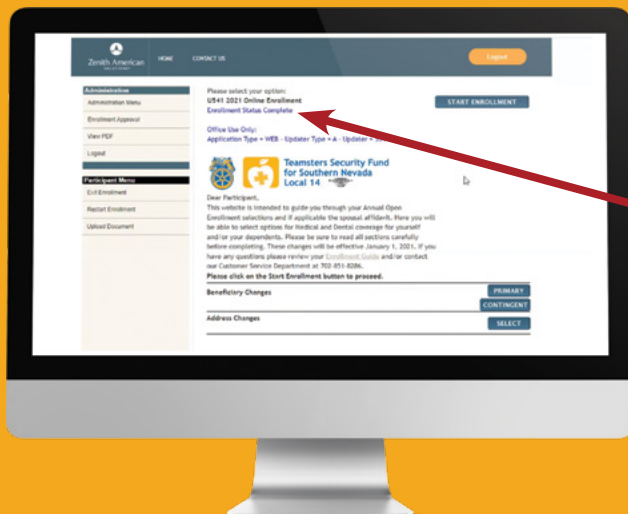 Zenith American
HOME
CONTACT US
Logout
Administration
Administration Menu
Enrollment Approval
View PDF
Logout
Participant Menu
Exit Enrollment
Restart Enrollment
Upload Document
Please select your option:
U541 2021 Online Enrollment
Enrollment Status Complete
START ENROLLMENT
Office Use Only:
Application Type = WEB - Updater Type = A - Updater =
Teamsters Security Fund
for Southern Nevada
Local 14
Dear Participant,
This website is intended to guide you through your Annual Open
Enrollment selections and if applicable the spousal affidavit. Here you will
be able to select options for Medical and Dental coverage for yourself
and/or your dependents. Please be sure to read all sections carefully
before completing. These changes will be effective January 1, 2021. If you
have any questions please review your Enrollment Guide and/or contact
our Customer Service Department at 702-851-8286.
Please click on the Start Enrollment button to proceed.
Beneficiary Changes
PRIMARY
CONTINGENT
Address Changes
SELECT